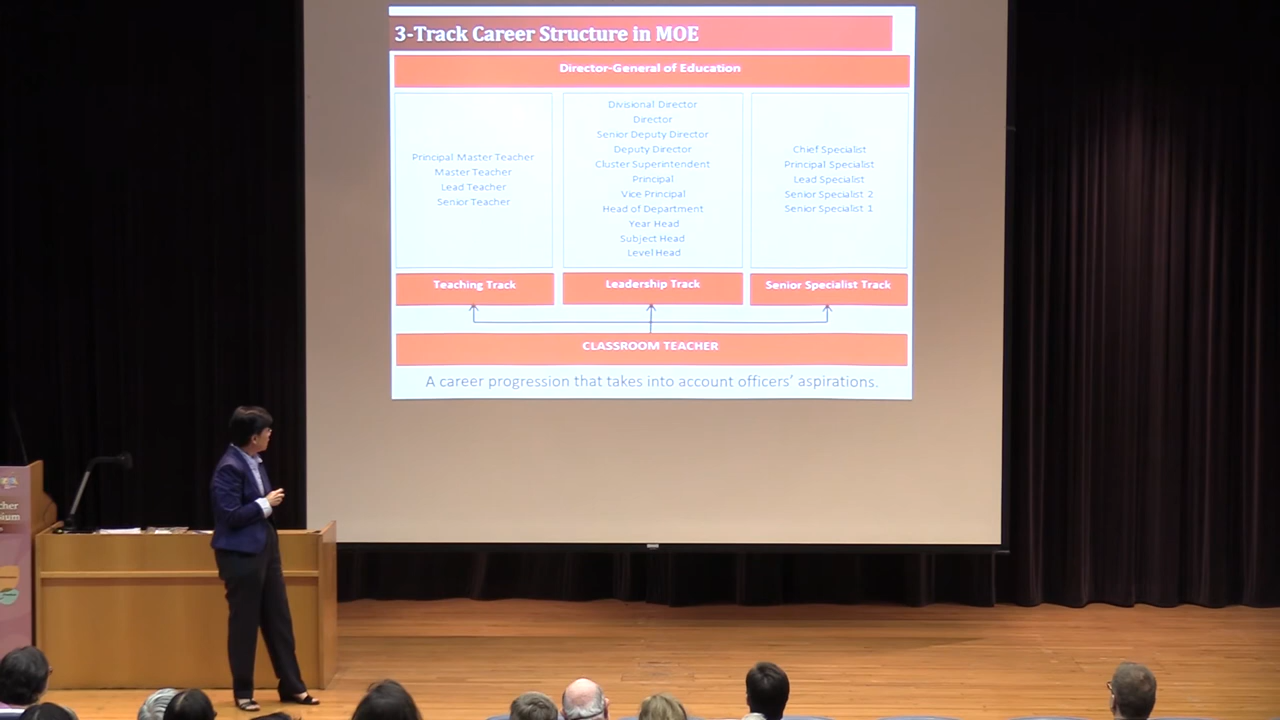 3-Track Career Structure in MOE
Director-General of Education
Principal Master Teacher
Master Teacher
Lead Teacher
Senior Teacher
Divisional Director
Director
Senior Deputy Director
Deputy Director
Cluster Superintendent
Principal
Vice Principal
Head of Department
Year Head
Subject Head
Level Head
Chief Specialist
Principal Specialist
Lead Specialist
Senior Specialist 2
Senior Specialist 1
Teaching Track
Leadership Track
Senior Specialist Track
CLASSROOM TEACHER
A career progression that takes into account officers' aspirations.